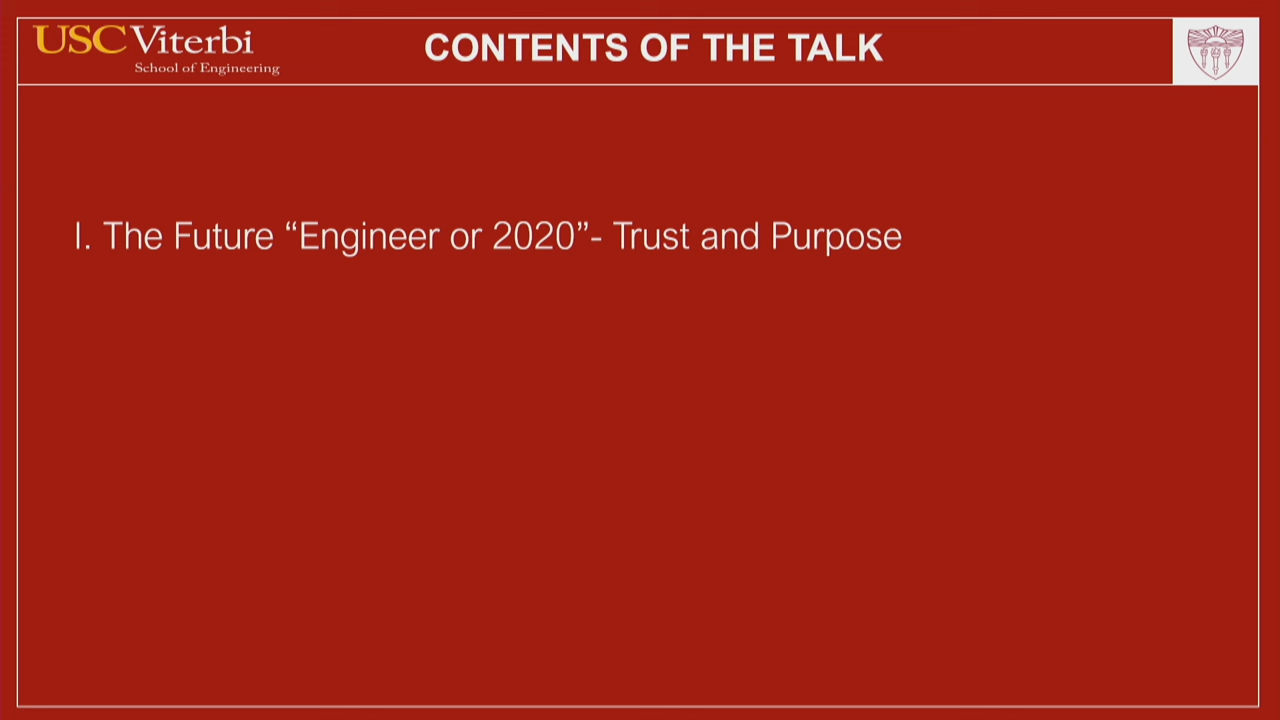 USC Viterbi
School of Engineering
CONTENTS OF THE TALK
I. The Future “Engineer or 2020”- Trust and Purpose